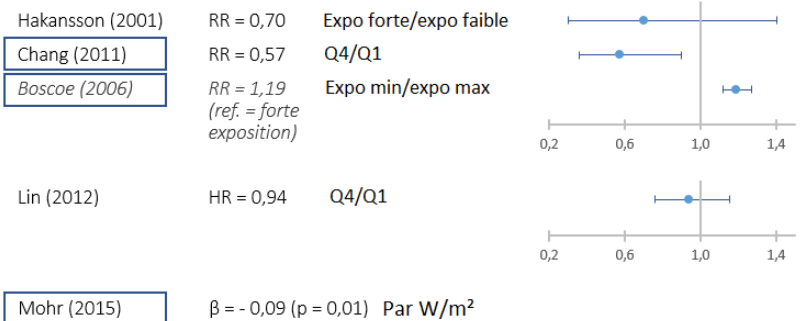 Hakansson (2001) RR = 0,70 Expo forte/expo faible
Chang (2011) RR = 0,57 Q4/Q1
Boscoe (2006) RR = 1,19 Expo min/expo max
(ref. = forte
exposition)
0,2 0,6 1,0 1,4
Lin (2012) HR = 0,94 Q4/Q1
0,2 0,6 1,0 1,4
Mohr (2015) β = - 0,09 (p = 0,01) Par W/m²